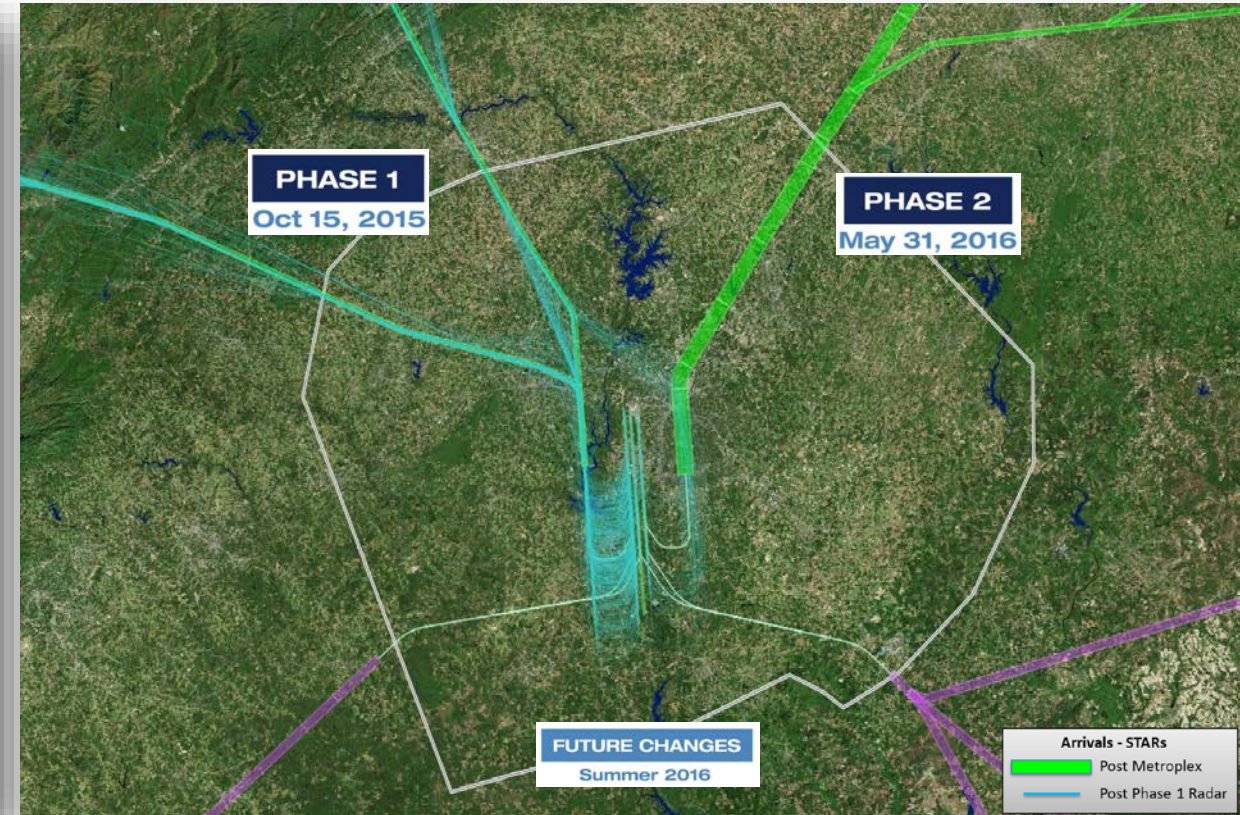 PHASE 1
Oct 15, 2015
PHASE 2
May 31, 2016
FUTURE CHANGES
Summer 2016
Arrivals - STARs
Post Metroplex
Post Phase 1 Radar